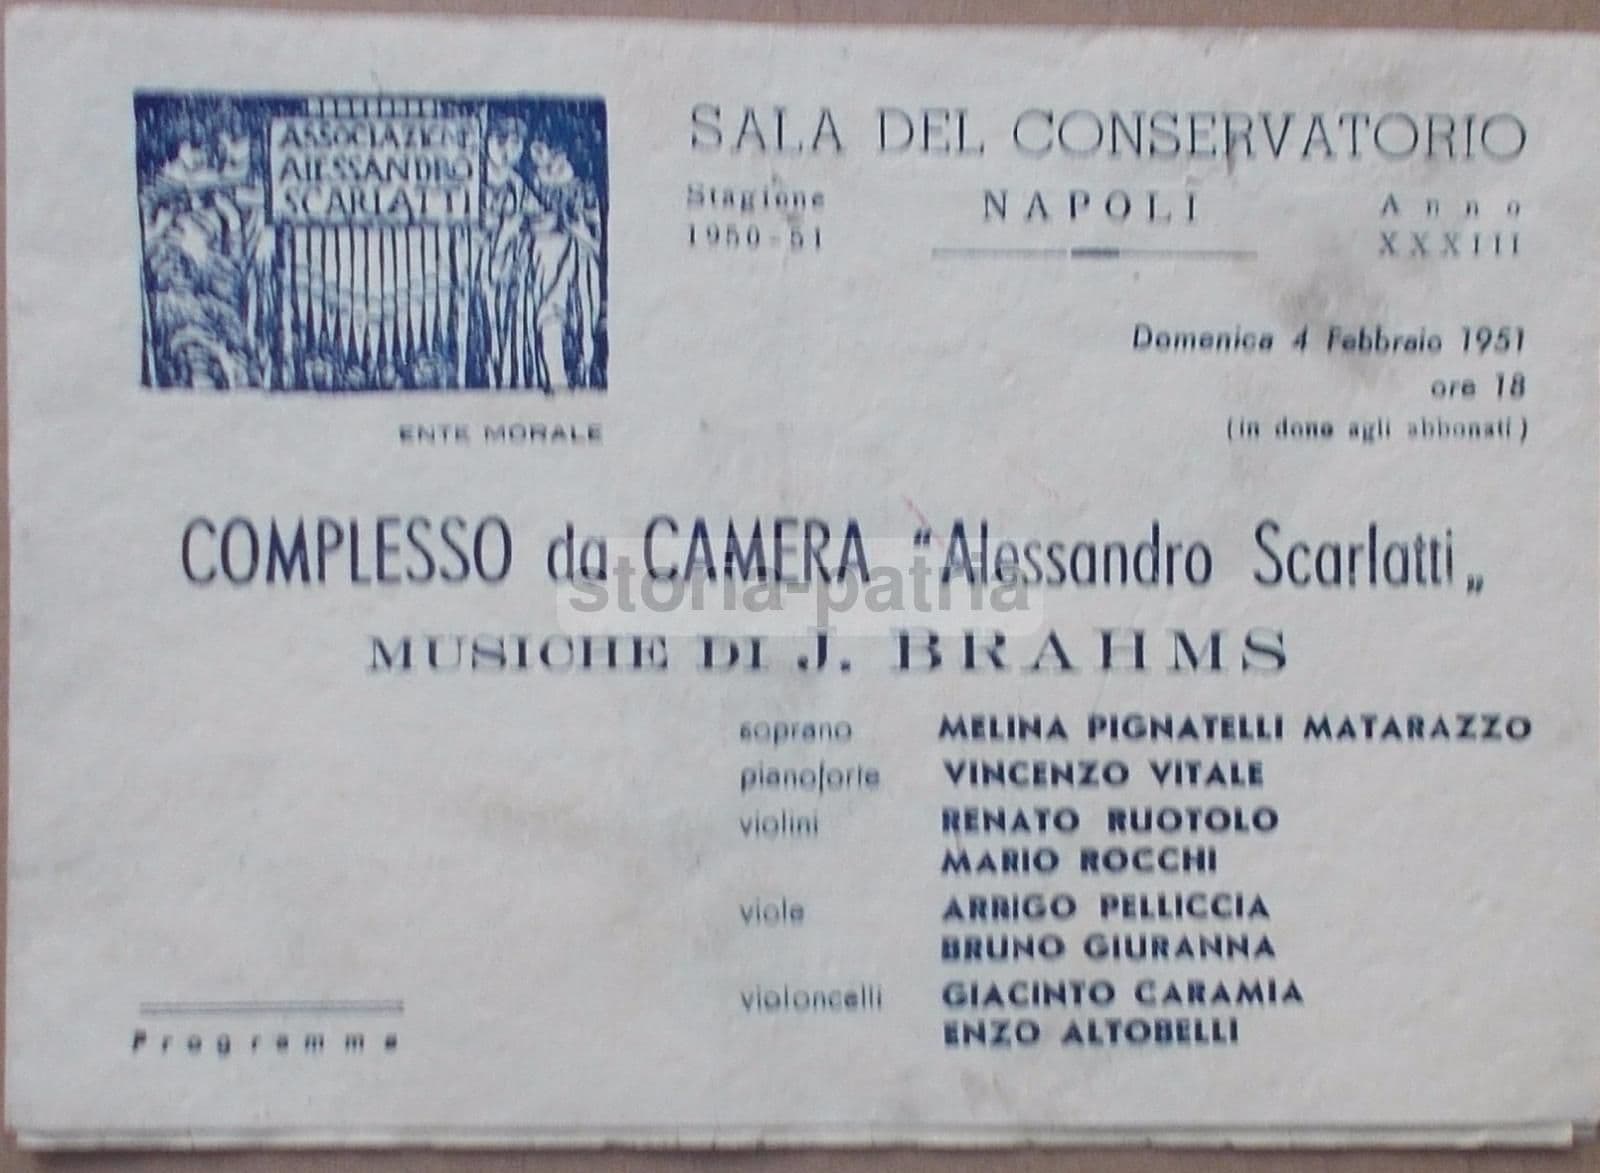 ASSOCIAZIONE
ALESSANDRO
SCARLATTI
ENTE MORALE
SALA DEL CONSERVATORIO
NAPOLI
Stagione
1950-51
Anno
XXXIII
Domenica 4 Febbraio 1951
ore 18
(in dono agli abbonati)
COMPLESSO da CAMERA “Alessandro Scarlatti„
storia-patria
MUSICHE DI J. BRAHMS
soprano MELINA PIGNATELLI MATARAZZO
pianoforte VINCENZO VITALE
violini RENATO RUOTOLO
MARIO ROCCHI
viole ARRIGO PELLICCIA
BRUNO GIURANNA
violoncelli GIACINTO CARAMIA
ENZO ALTOBELLI
Programma